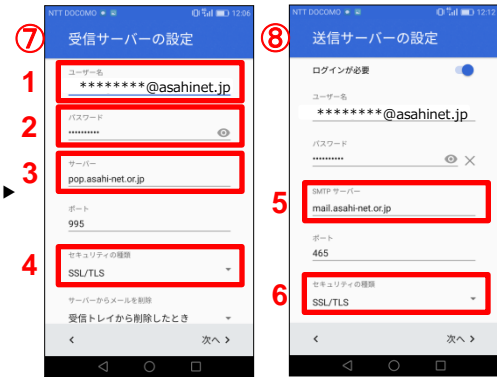 NTT DOCOMO
12:06
⑦
受信サーバーの設定
1
ユーザー名
********@asahinet.jp
2
パスワード
••••••••••
3
サーバー
pop.asahi-net.or.jp
ポート
995
4
セキュリティの種類
SSL/TLS
サーバーからメールを削除
受信トレイから削除したとき
次へ
NTT DOCOMO
12:12
⑧
送信サーバーの設定
ログインが必要
ユーザー名
********@asahinet.jp
パスワード
••••••••••
5
SMTP サーバー
mail.asahi-net.or.jp
ポート
465
6
セキュリティの種類
SSL/TLS
次へ